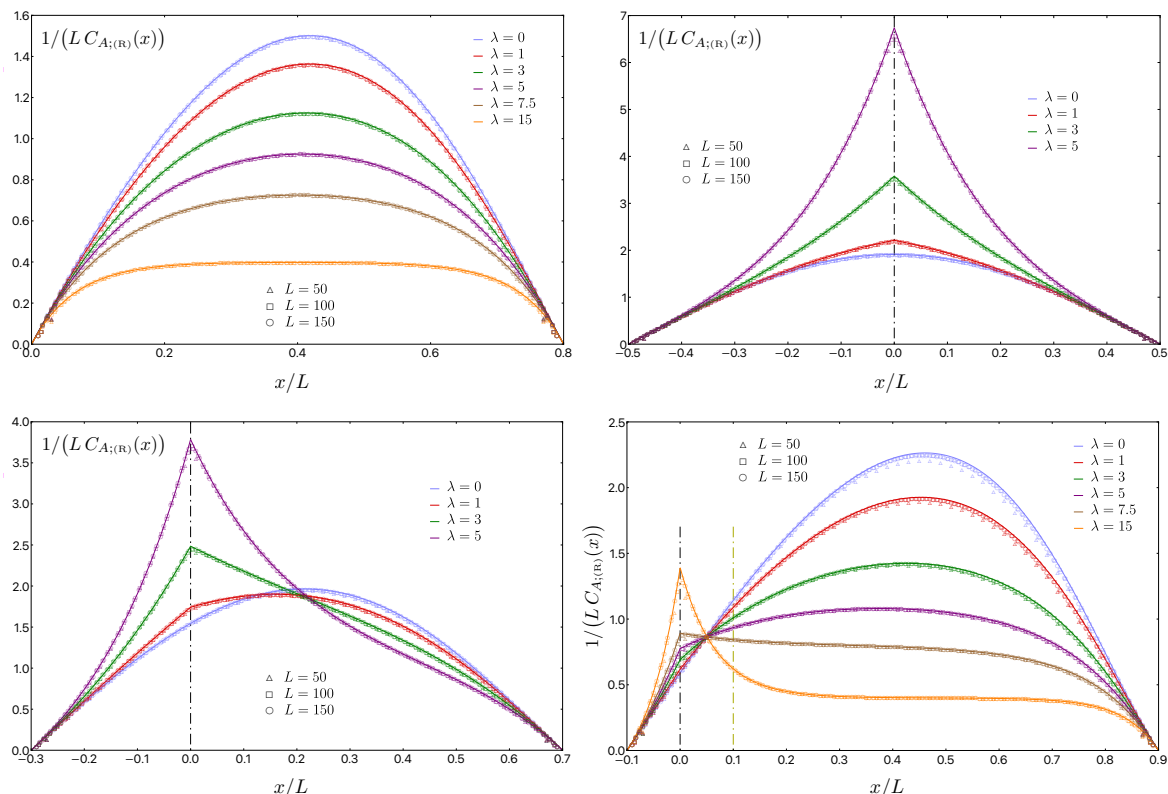 1/(L C_{A;(R)}(x))
λ = 0
λ = 1
λ = 3
λ = 5
λ = 7.5
λ = 15
L = 50
L = 100
L = 150
1.6
1.4
1.2
1.0
0.8
0.6
0.4
0.2
0.0
0.0 0.2 0.4 0.6 0.8
x/L
1/(L C_{A;(R)}(x))
λ = 0
λ = 1
λ = 3
λ = 5
L = 50
L = 100
L = 150
7
6
5
4
3
2
1
0
−0.5 −0.4 −0.3 −0.2 −0.1 0.0 0.1 0.2 0.3 0.4 0.5
x/L
1/(L C_{A;(R)}(x))
λ = 0
λ = 1
λ = 3
λ = 5
L = 50
L = 100
L = 150
4.0
3.5
3.0
2.5
2.0
1.5
1.0
0.5
0.0
−0.3 −0.2 −0.1 0.0 0.1 0.2 0.3 0.4 0.5 0.6 0.7
x/L
1/(L C_{A;(R)}(x))
L = 50
L = 100
L = 150
λ = 0
λ = 1
λ = 3
λ = 5
λ = 7.5
λ = 15
2.5
2.0
1.5
1.0
0.5
0.0
−0.1 0.0 0.1 0.2 0.3 0.4 0.5 0.6 0.7 0.8 0.9
x/L